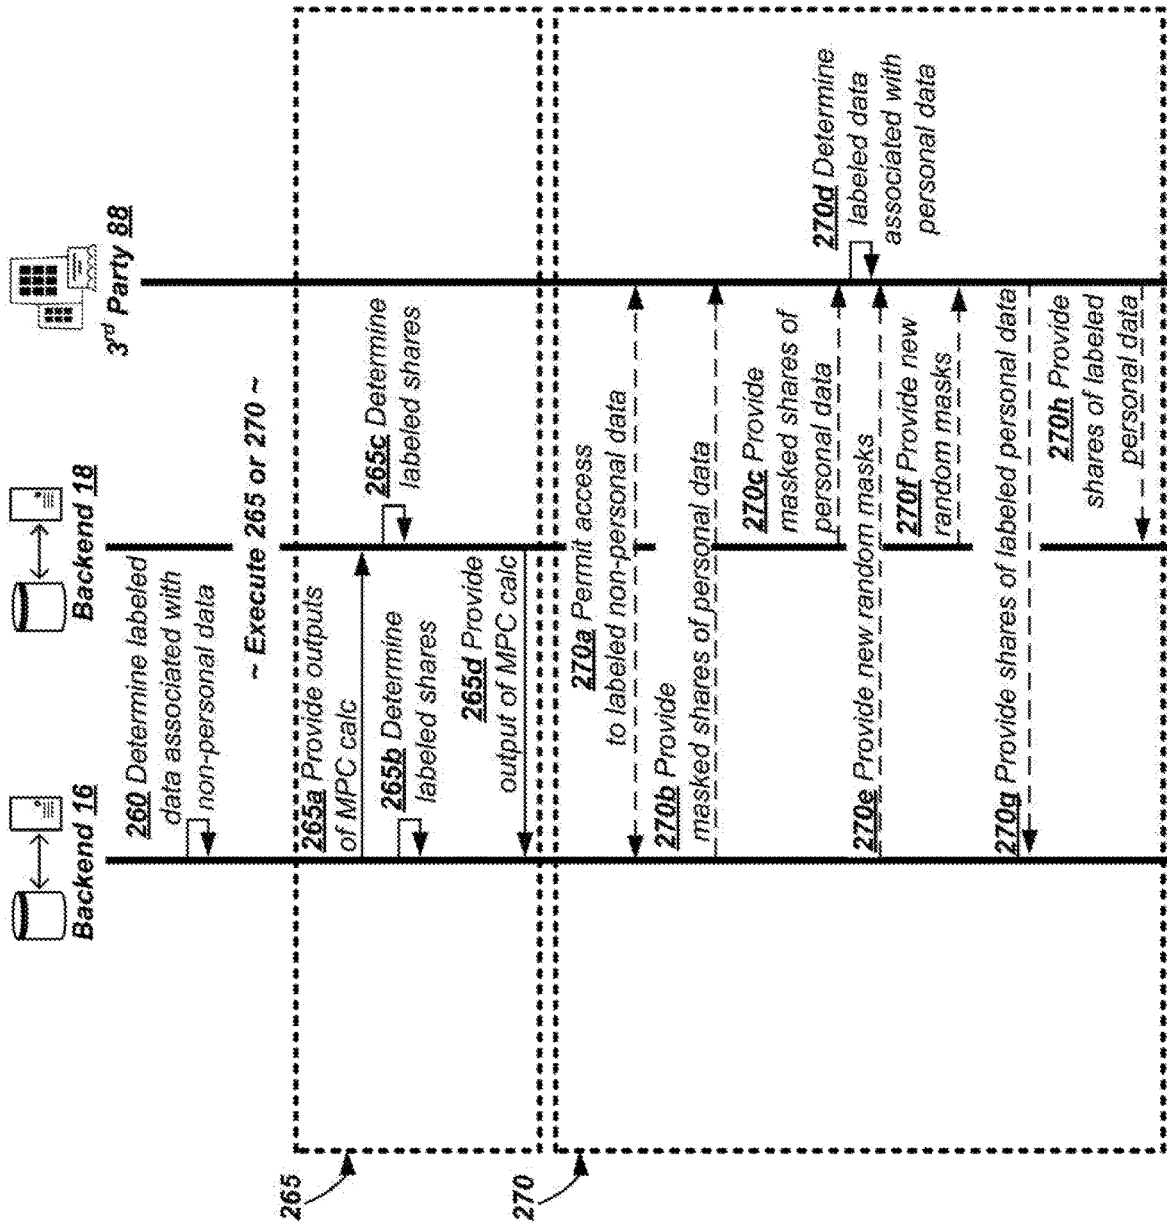 Backend 16
Backend 18
3rd Party 88
260 Determine labeled
data associated with
non-personal data
~ Execute 265 or 270 ~
265
265a Provide outputs
of MPC calc
265b Determine
labeled shares
265c Determine
labeled shares
265d Provide
output of MPC calc
270
270a Permit access
to labeled non-personal data
270b Provide
masked shares of personal data
270c Provide
masked shares of
personal data
270d Determine
labeled data
associated with
personal data
270e Provide new random masks
270f Provide new
random masks
270g Provide shares of labeled personal data
270h Provide
shares of labeled
personal data